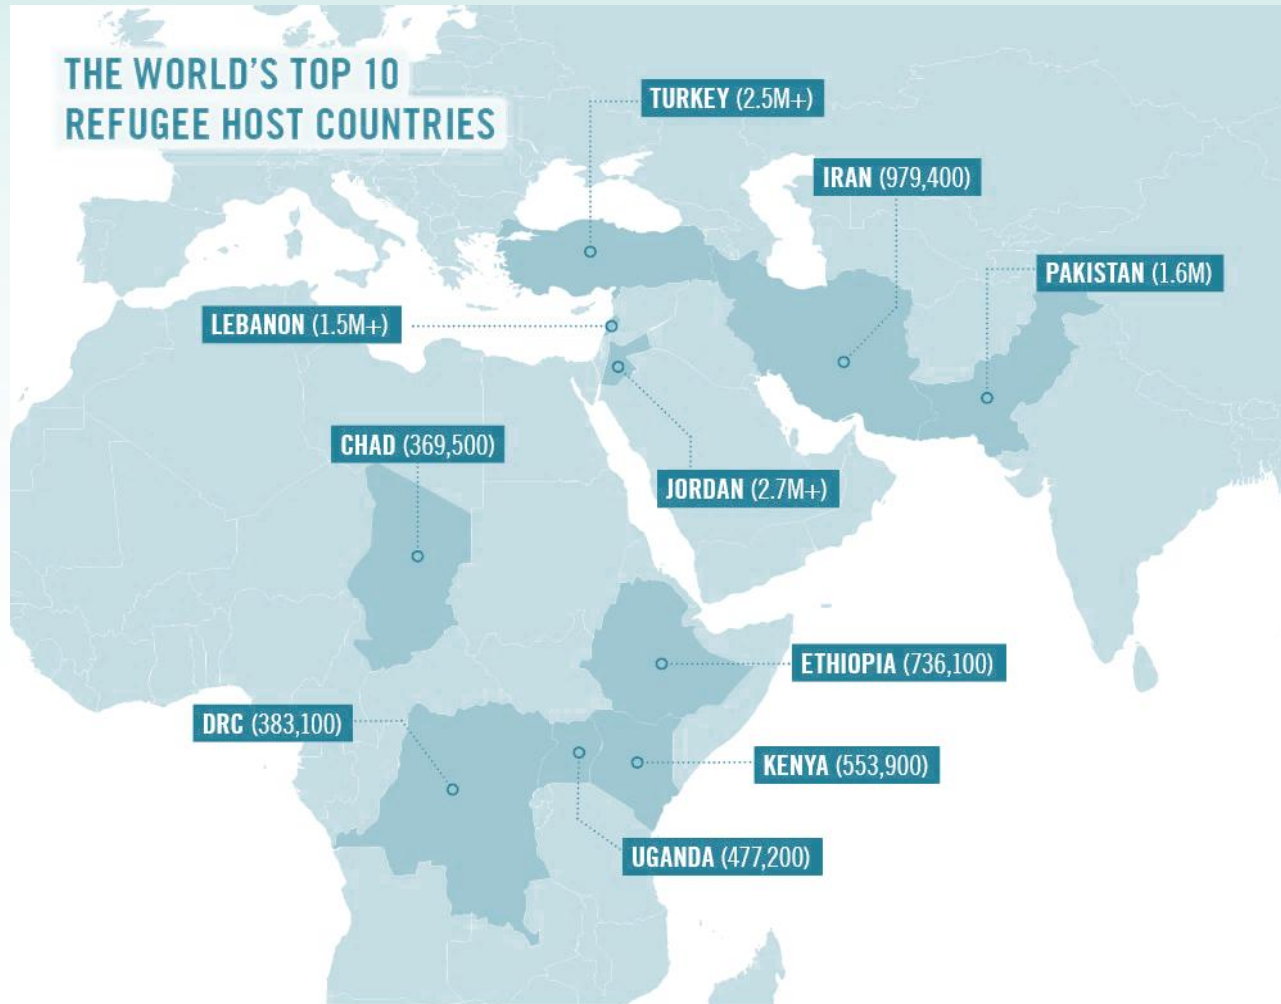 THE WORLD'S TOP 10
REFUGEE HOST COUNTRIES
TURKEY (2.5M+)
IRAN (979,400)
PAKISTAN (1.6M)
LEBANON (1.5M+)
CHAD (369,500)
JORDAN (2.7M+)
ETHIOPIA (736,100)
DRC (383,100)
KENYA (553,900)
UGANDA (477,200)